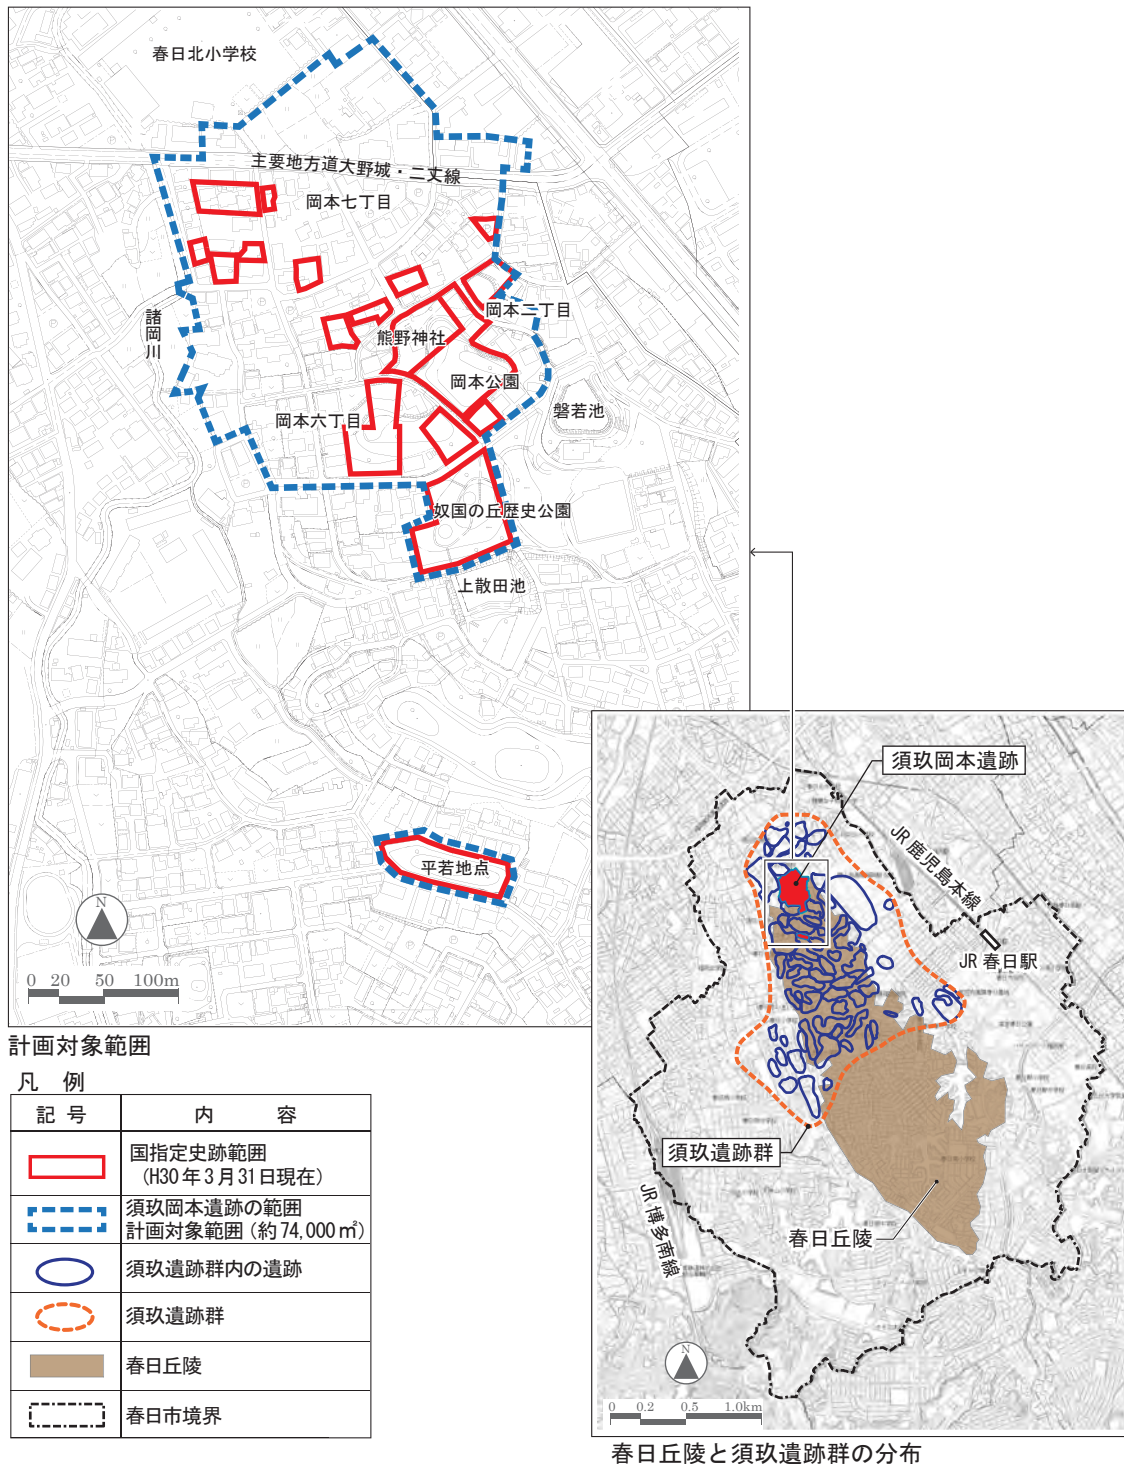 春日北小学校
主要地方道大野城・二丈線
岡本七丁目
諸岡川
岡本二丁目
熊野神社
岡本公園
磐若池
岡本六丁目
奴国の丘歴史公園
上散田池
平若地点
N
0 20 50 100m
計画対象範囲
凡 例
記 号 内 容
国指定史跡範囲
(H30年3月31日現在)
須玖岡本遺跡の範囲
計画対象範囲(約74,000㎡)
須玖遺跡群内の遺跡
須玖遺跡群
春日丘陵
春日市境界
須玖岡本遺跡
JR鹿児島本線
JR春日駅
須玖遺跡群
JR博多南線
春日丘陵
N
0 0.2 0.5 1.0km
春日丘陵と須玖遺跡群の分布